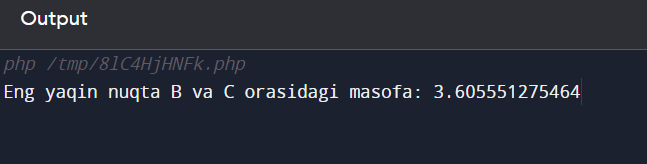 Output
php /tmp/8lC4HjHNFk.php
Eng yaqin nuqta B va C orasidagi masofa: 3.605551275464